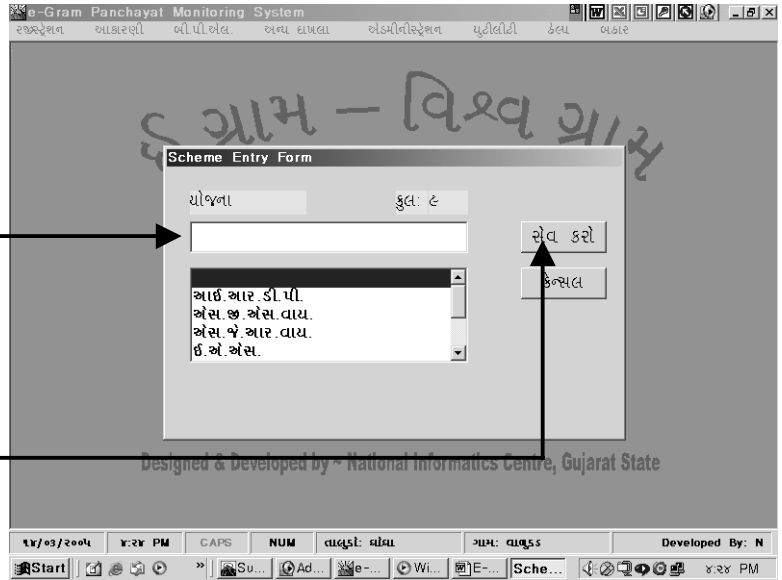 e-Gram Panchayat Monitoring System
રજીસ્ટ્રેશન આકારણી બી.પી.એલ. અન્ય દાખલા એડમીનીસ્ટ્રેશન યુટીલીટી હેલ્પ બહાર
ઈ ગ્રામ – વિશ્વ ગ્રામ
Scheme Entry Form
યોજના કુલ: ૯
સેવ કરો
કેન્સલ
આઈ.આર.ડી.પી.
એસ.જી.એસ.વાય.
એસ.જે.આર.વાય.
ઈ.એ.એસ.
Designed & Developed by ~ National Informatics Centre, Gujarat State
૧૪/૦૩/૨૦૦૫ ૪:૨૪ PM CAPS NUM તાલુકો: ગામ: Developed By: N
Start Su... Ad... e-... Wi... E-... Sche... ૪:૨૪ PM